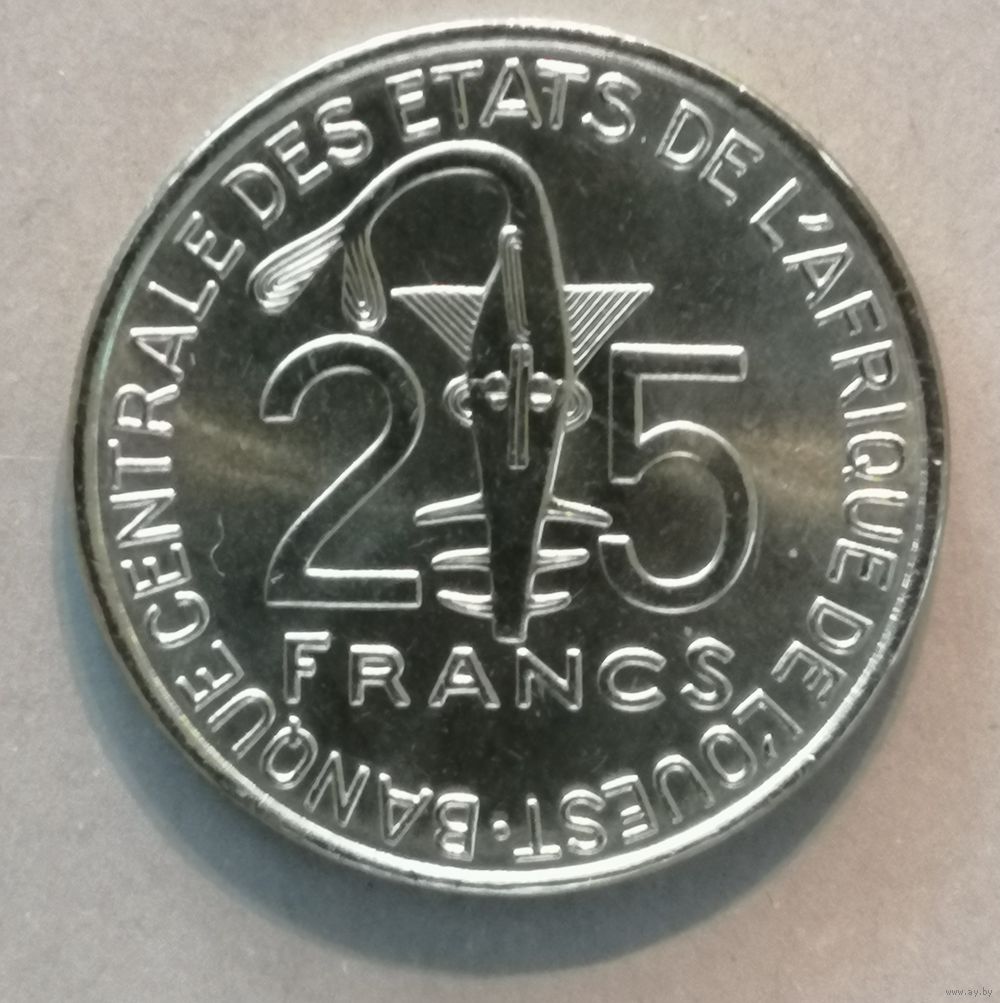 BANQUE CENTRALE DES ETATS DE L'AFRIQUE DE L'OUEST •
25
FRANCS
www.ay.by